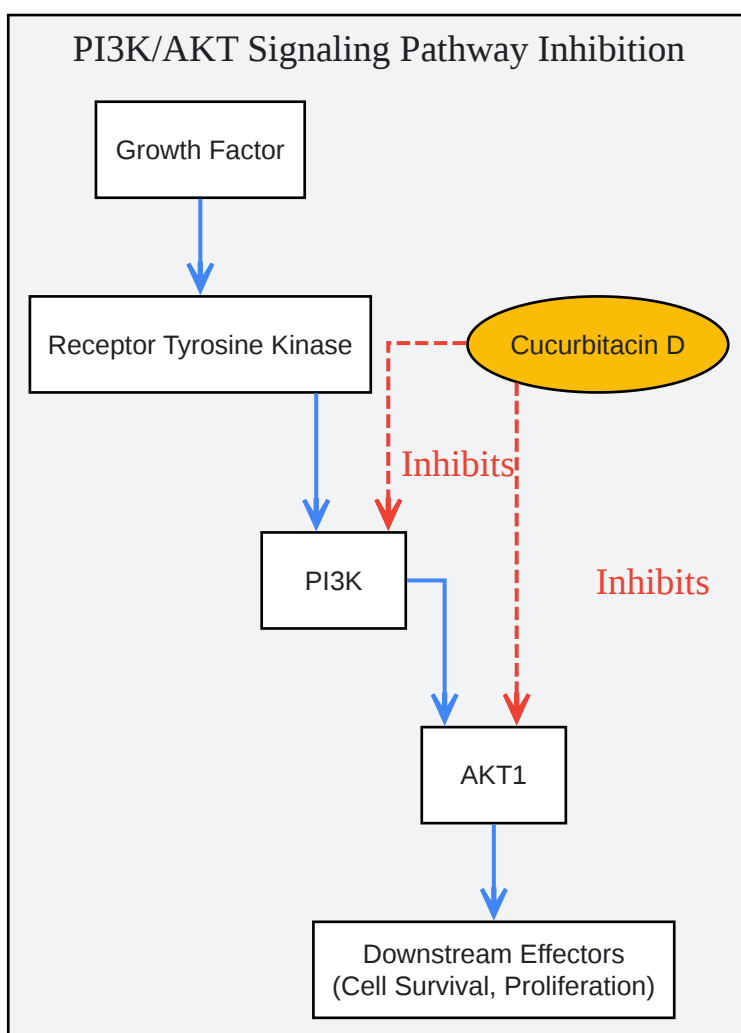 PI3K/AKT Signaling Pathway Inhibition
Growth Factor
Receptor Tyrosine Kinase
Cucurbitacin D
Inhibits
PI3K
Inhibits
AKT1
Downstream Effectors
(Cell Survival, Proliferation)